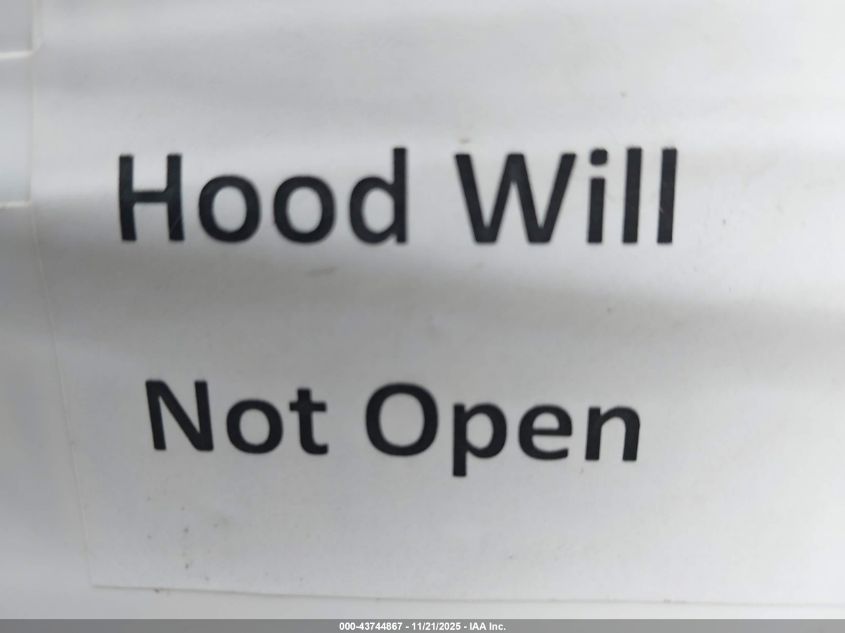 Hood Will
Not Open
000-43744867 - 11/21/2025 - IAA Inc.